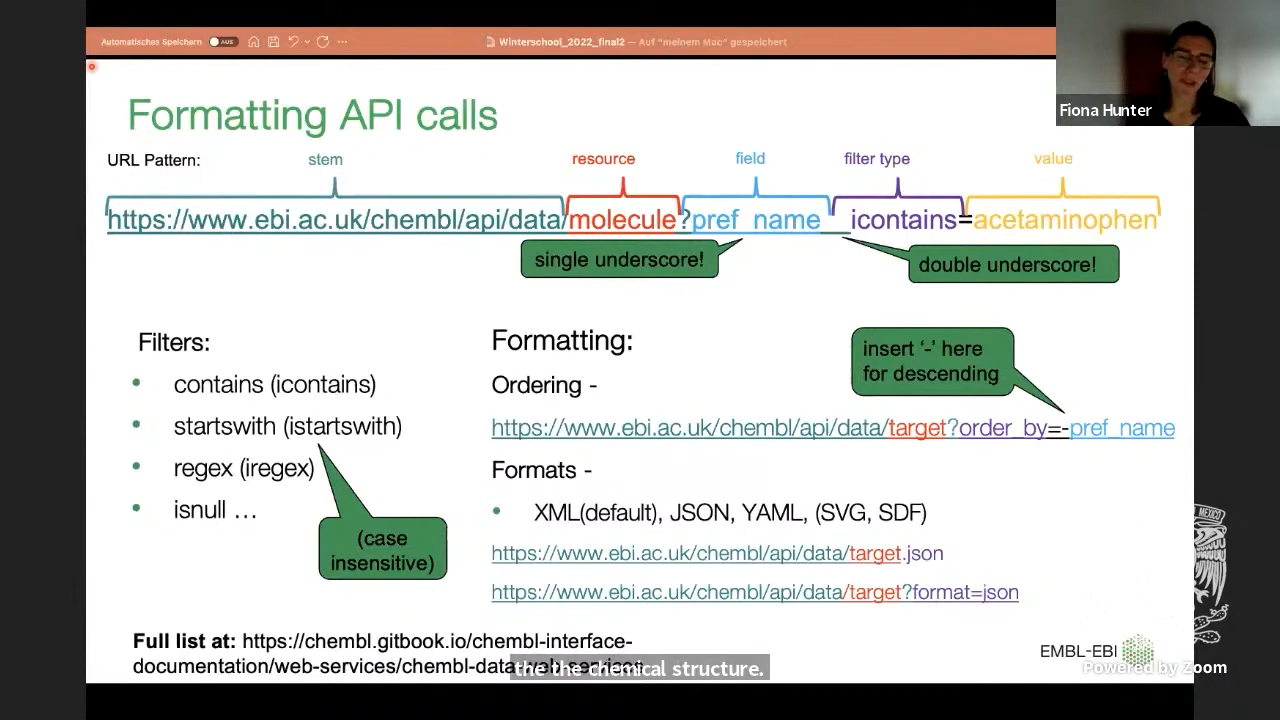 Automatisches Speichern AUS
Winterschool_2022_final2 — Auf "meinem Mac" gespeichert
Fiona Hunter
Formatting API calls
URL Pattern: stem resource field filter type value
https://www.ebi.ac.uk/chembl/api/data/molecule?pref_name__icontains=acetaminophen
single underscore!
double underscore!
Filters:
contains (icontains)
startswith (istartswith)
regex (iregex)
isnull …
(case
insensitive)
Formatting:
insert ‘-’ here
for descending
Ordering -
https://www.ebi.ac.uk/chembl/api/data/target?order_by=-pref_name
Formats -
XML(default), JSON, YAML, (SVG, SDF)
https://www.ebi.ac.uk/chembl/api/data/target.json
https://www.ebi.ac.uk/chembl/api/data/target?format=json
Full list at: https://chembl.gitbook.io/chembl-interface-
documentation/web-services/chembl-data-web-services
the the chemical structure.
EMBL-EBI
Powered by Zoom
MEXICO